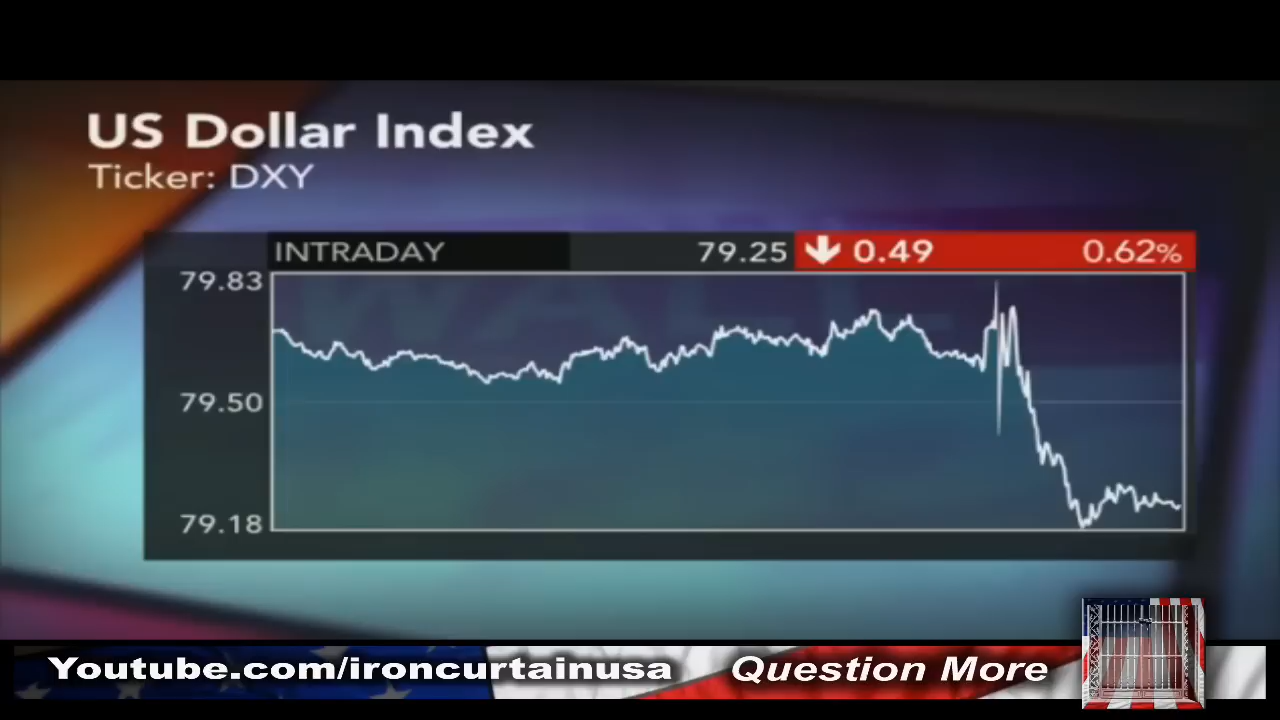 US Dollar Index
Ticker: DXY
INTRADAY 79.25 0.49 0.62%
79.83
79.50
79.18
Youtube.com/ironcurtainusa Question More